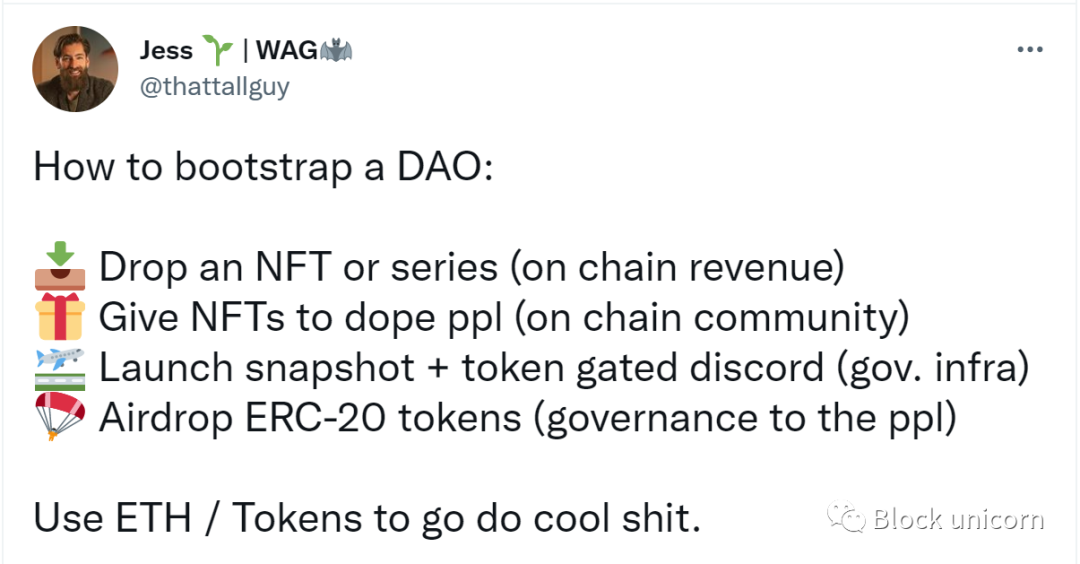 Jess 🌱 | WAG🦇
@thattallguy
How to bootstrap a DAO:
📥 Drop an NFT or series (on chain revenue)
🎁 Give NFTs to dope ppl (on chain community)
🛫 Launch snapshot + token gated discord (gov. infra)
🪂 Airdrop ERC-20 tokens (governance to the ppl)
Use ETH / Tokens to go do cool shit.
Block unicorn